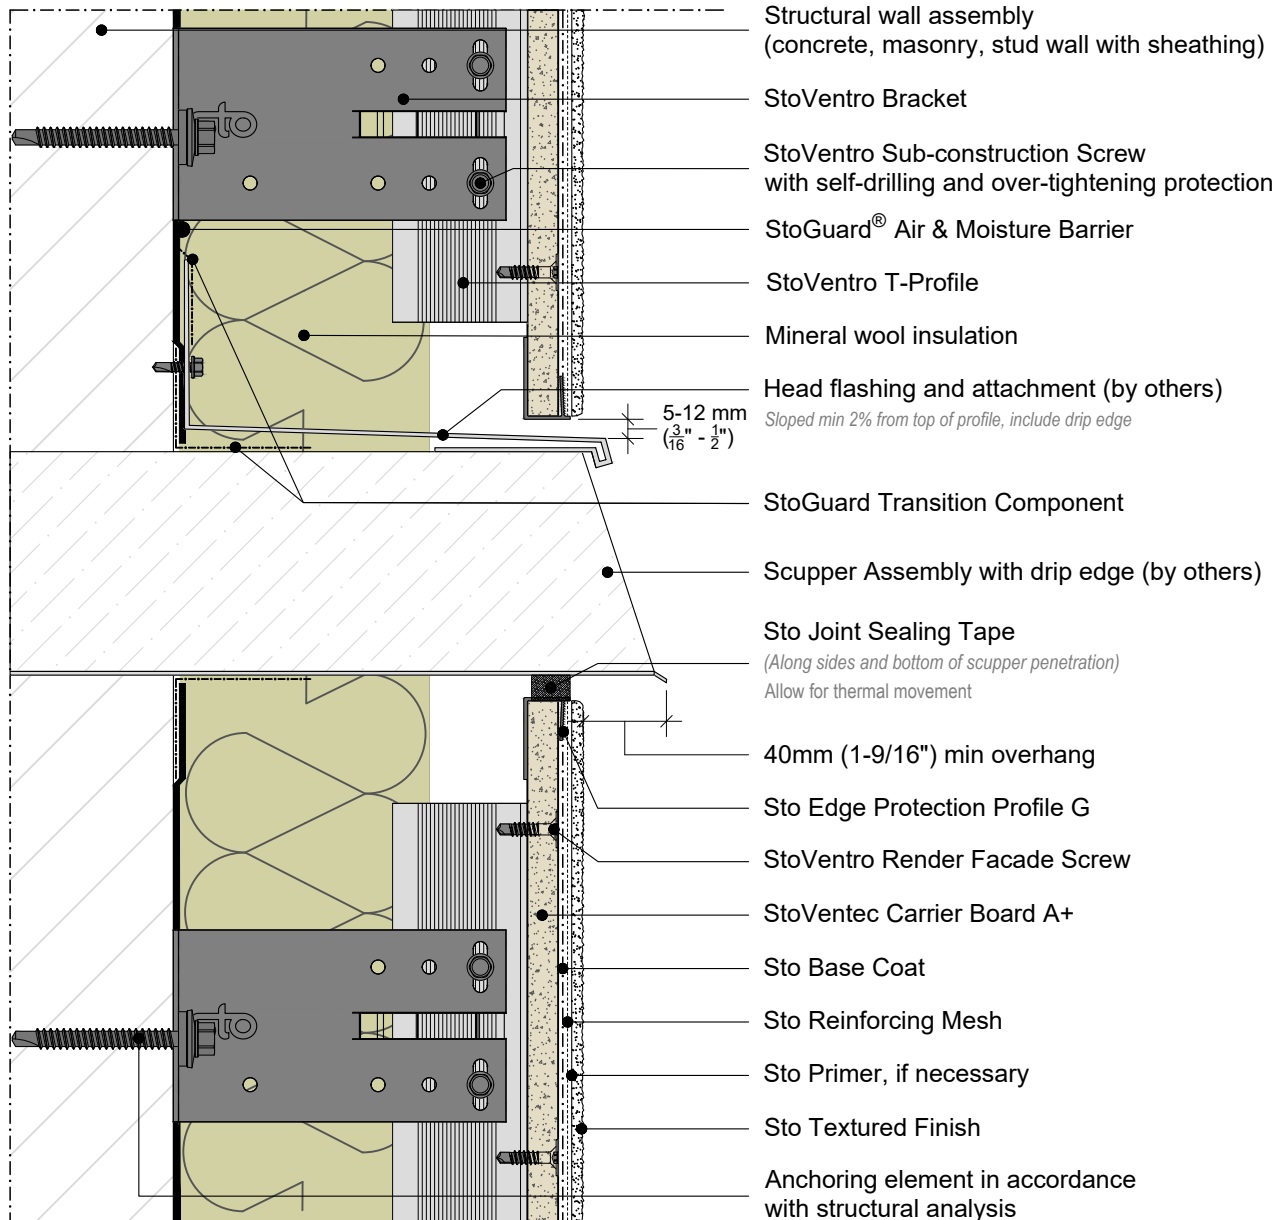 Structural wall assembly
(concrete, masonry, stud wall with sheathing)
StoVentro Bracket
StoVentro Sub-construction Screw
with self-drilling and over-tightening protection
StoGuard® Air & Moisture Barrier
StoVentro T-Profile
Mineral wool insulation
Head flashing and attachment (by others)
Sloped min 2% from top of profile, include drip edge
5-12 mm
(3/16" - 1/2")
StoGuard Transition Component
Scupper Assembly with drip edge (by others)
Sto Joint Sealing Tape
(Along sides and bottom of scupper penetration)
Allow for thermal movement
40mm (1-9/16") min overhang
Sto Edge Protection Profile G
StoVentro Render Facade Screw
StoVentec Carrier Board A+
Sto Base Coat
Sto Reinforcing Mesh
Sto Primer, if necessary
Sto Textured Finish
Anchoring element in accordance
with structural analysis